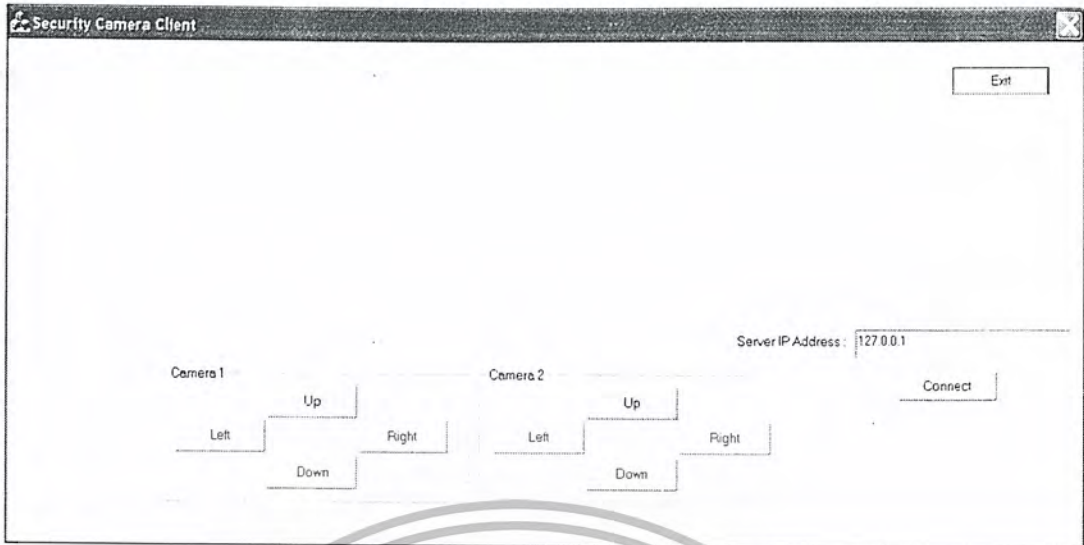 Security Camera Client
Exit
Server IP Address : 127.0.0.1
Connect
Camera 1
Up
Left Right
Down
Camera 2
Up
Left Right
Down